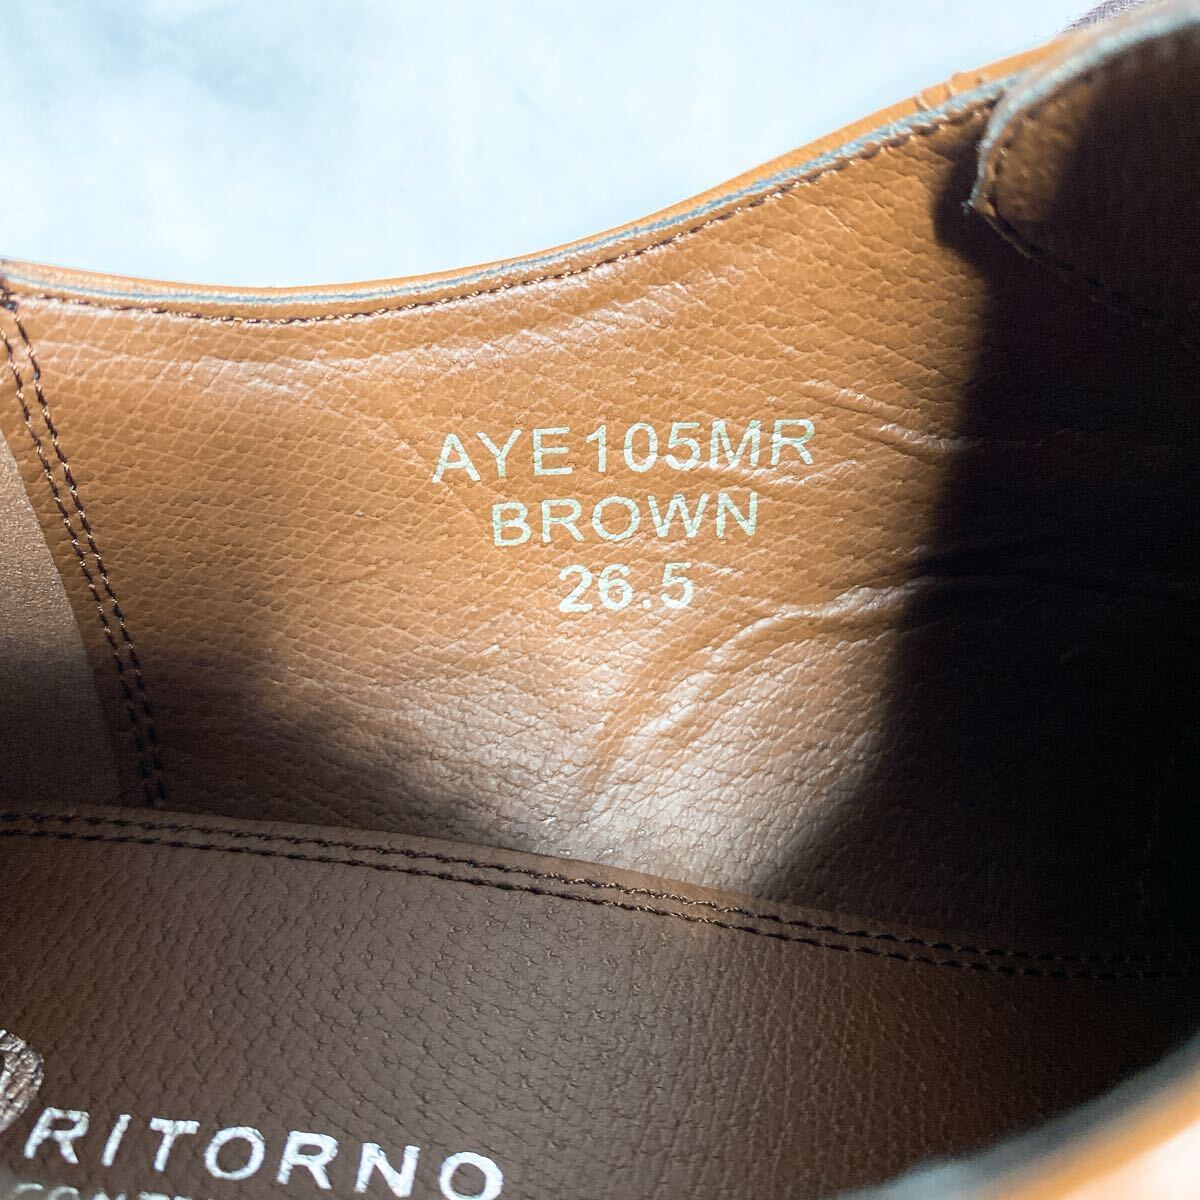 AYE105MR
BROWN
26.5
RITORNO